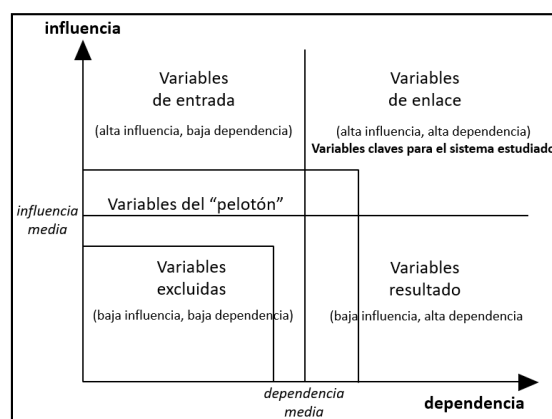 influencia
Variables
de entrada
(alta influencia, baja dependencia)
Variables
de enlace
(alta influencia, alta dependencia)
Variables claves para el sistema estudiado
Variables del “pelotón”
influencia
media
Variables
excluidas
(baja influencia, baja dependencia)
Variables
resultado
(baja influencia, alta dependencia
dependencia
media
dependencia